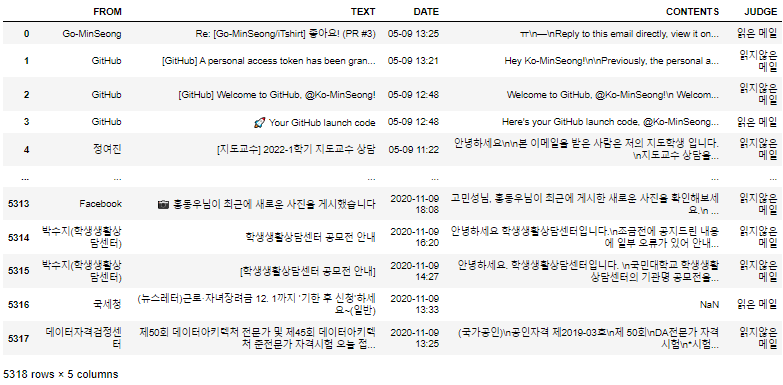 FROM TEXT DATE CONTENTS JUDGE
0 Go-MinSeong Re: [Go-MinSeong/iTshirt] 좋아요! (PR #3) 05-09 13:25 ㅠ\n—\nReply to this email directly, view it on... 읽은 메일
1 GitHub [GitHub] A personal access token has been gran... 05-09 13:21 Hey Ko-MinSeong!\n\nPreviously, the personal a... 읽지않은
메일
2 GitHub [GitHub] Welcome to GitHub, @Ko-MinSeong! 05-09 12:48 Welcome to GitHub, @Ko-MinSeong!\n Welcom... 읽지않은
메일
3 GitHub 🚀 Your GitHub launch code 05-09 12:48 Here's your GitHub launch code, @Ko-MinSeong... 읽은 메일
4 정여진 [지도교수] 2022-1학기 지도교수 상담 05-09 11:22 안녕하세요\n\n본 이메일을 받은 사람은 저의 지도학생 입니다.
\n지도교수 상담을... 읽지않은
메일
... ... ... ... ... ...
5313 Facebook 📷 홍동우님이 최근에 새로운 사진을 게시했습니다 2020-11-09
18:08 고민성님, 홍동우님이 최근에 게시한 새로운 사진을 확인해보세
요.\n ... 읽지않은
메일
5314 박수지(학생생활상
담센터) 학생생활상담센터 공모전 안내 2020-11-09
16:20 안녕하세요 학생생활상담센터입니다.\n조금전에 공지드린 내용
에 일부 오류가 있어 안내... 읽지않은
메일
5315 박수지(학생생활상
담센터) [학생생활상담센터 공모전 안내] 2020-11-09
14:27 안녕하세요. 학생생활상담센터입니다. \n국민대학교 학생생활
상담센터의 기관명 공모전을... 읽지않은
메일
5316 국세청 (뉴스레터)근로·자녀장려금 12. 1까지 '기한 후 신청'하세
요~(일반) 2020-11-09
13:33 NaN 읽은 메일
5317 데이터자격검정센
터 제50회 데이터아키텍처 전문가 및 제45회 데이터아키텍
처 준전문가 자격시험 오늘 접... 2020-11-09
13:25 (국가공인)\n공인자격 제2019-03호\n제 50회\nDA전문가 자격
시험\n*시험... 읽지않은
메일
5318 rows × 5 columns